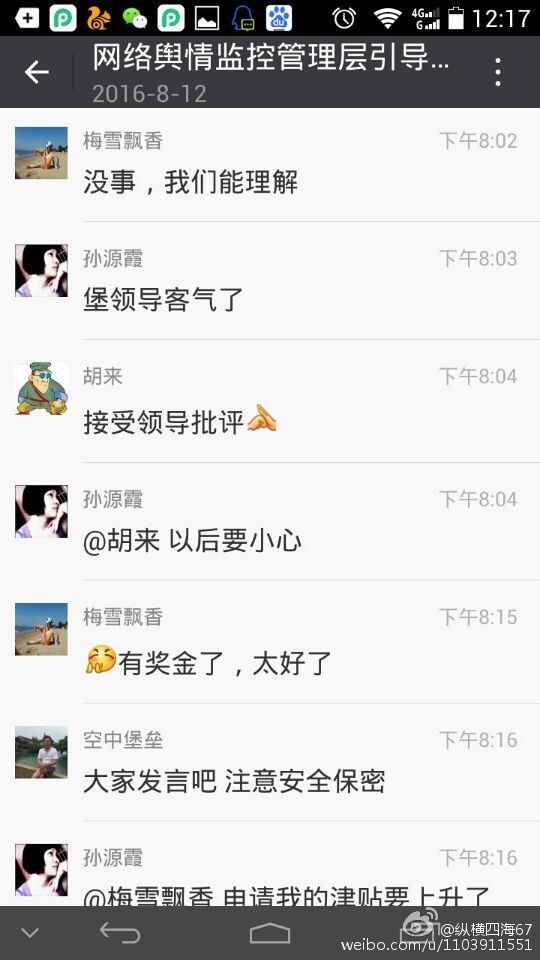 4G
G
12:17
网络舆情监控管理层引导...
2016-8-12
梅雪飘香 下午8:02
没事，我们能理解
孙源霞 下午8:03
堡领导客气了
胡来 下午8:04
接受领导批评
孙源霞 下午8:04
@胡来 以后要小心
梅雪飘香 下午8:15
有奖金了，太好了
空中堡垒 下午8:16
大家发言吧 注意安全保密
孙源霞 下午8:16
@梅雪飘香 申请我的津贴要上升了
@纵横四海67
weibo.com/u/1103911551